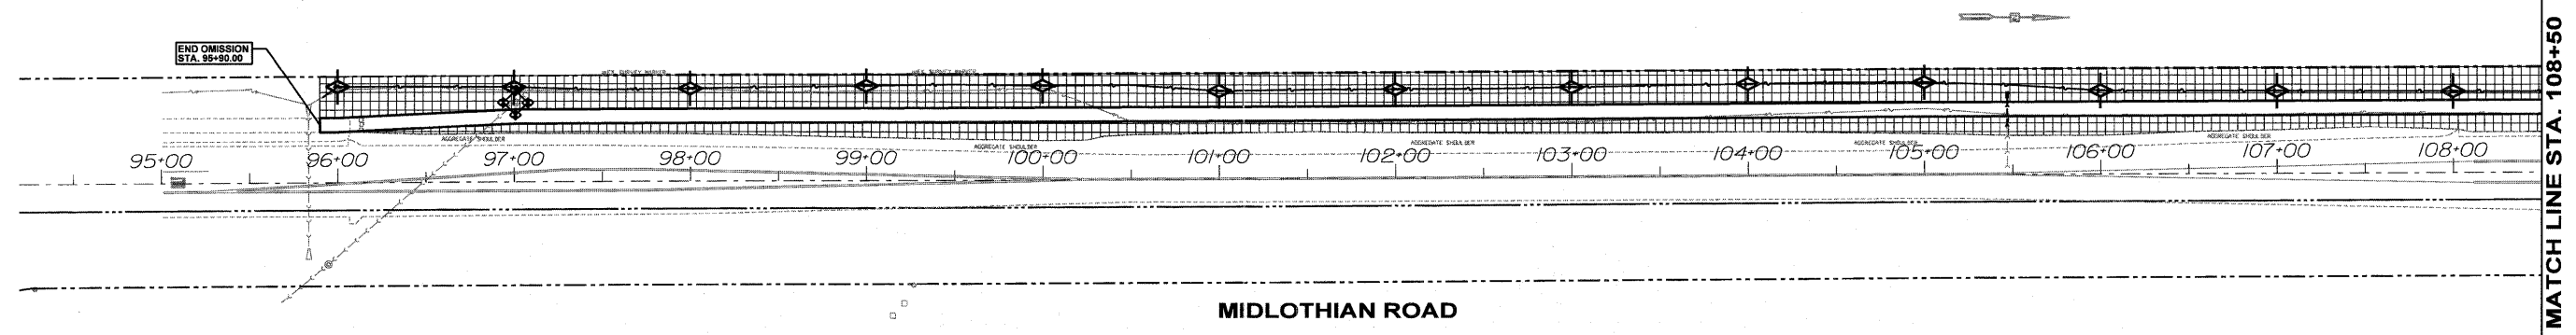 END OMISSION
STA. 95+90.00
AGGREGATE SHOULDER
AGGREGATE SHOULDER
AGGREGATE SHOULDER
AGGREGATE SHOULDER
AGGREGATE SHOULDER
95+00 96+00 97+00 98+00 99+00 100+00 101+00 102+00 103+00 104+00 105+00 106+00 107+00 108+00
MIDLOTHIAN ROAD
MATCH LINE STA. 108+50